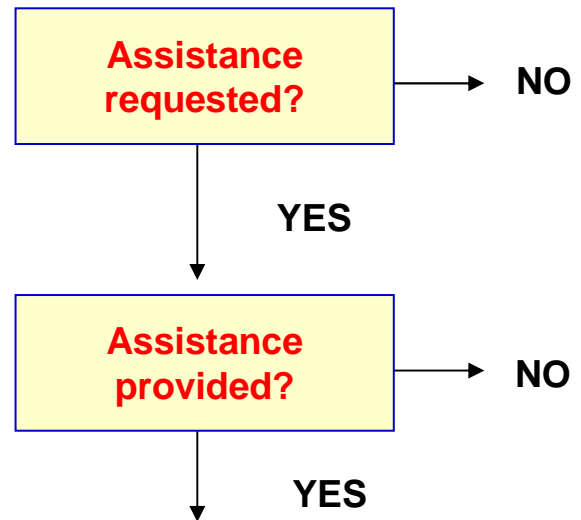 Assistance
requested?
NO
YES
Assistance
provided?
NO
YES